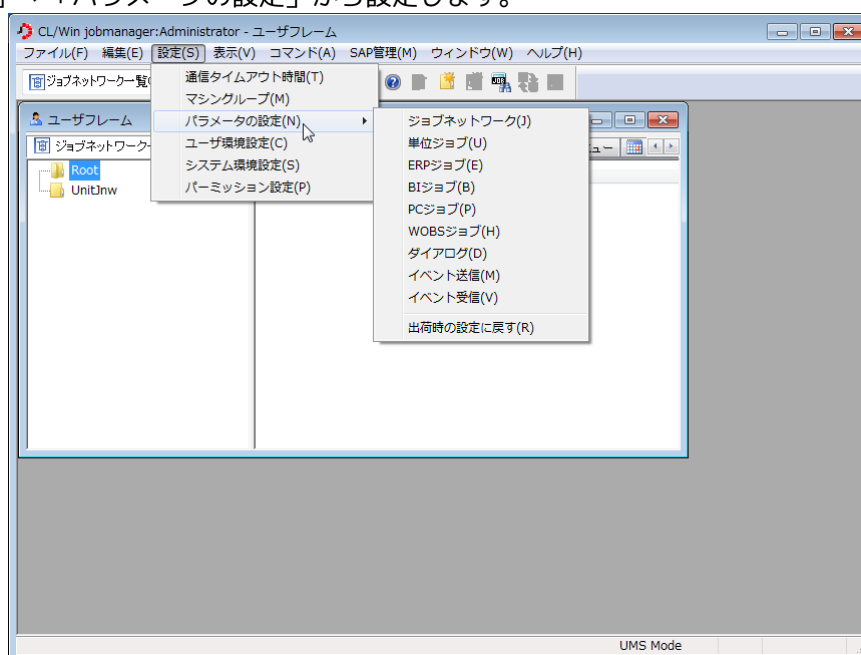 」→「パラメータの設定」から設定します。
CL/Win jobmanager:Administrator - ユーザフレーム
ファイル(F) 編集(E) 設定(S) 表示(V) コマンド(A) SAP管理(M) ウィンドウ(W) ヘルプ(H)
ジョブネットワーク一覧
通信タイムアウト時間(T)
マシングループ(M)
パラメータの設定(N)
ユーザ環境設定(C)
システム環境設定(S)
パーミッション設定(P)
ジョブネットワーク(J)
単位ジョブ(U)
ERPジョブ(E)
BIジョブ(B)
PCジョブ(P)
WOBSジョブ(H)
ダイアログ(D)
イベント送信(M)
イベント受信(V)
出荷時の設定に戻す(R)
ユーザフレーム
ジョブネットワーク
ュー
Root
UnitJnw
UMS Mode